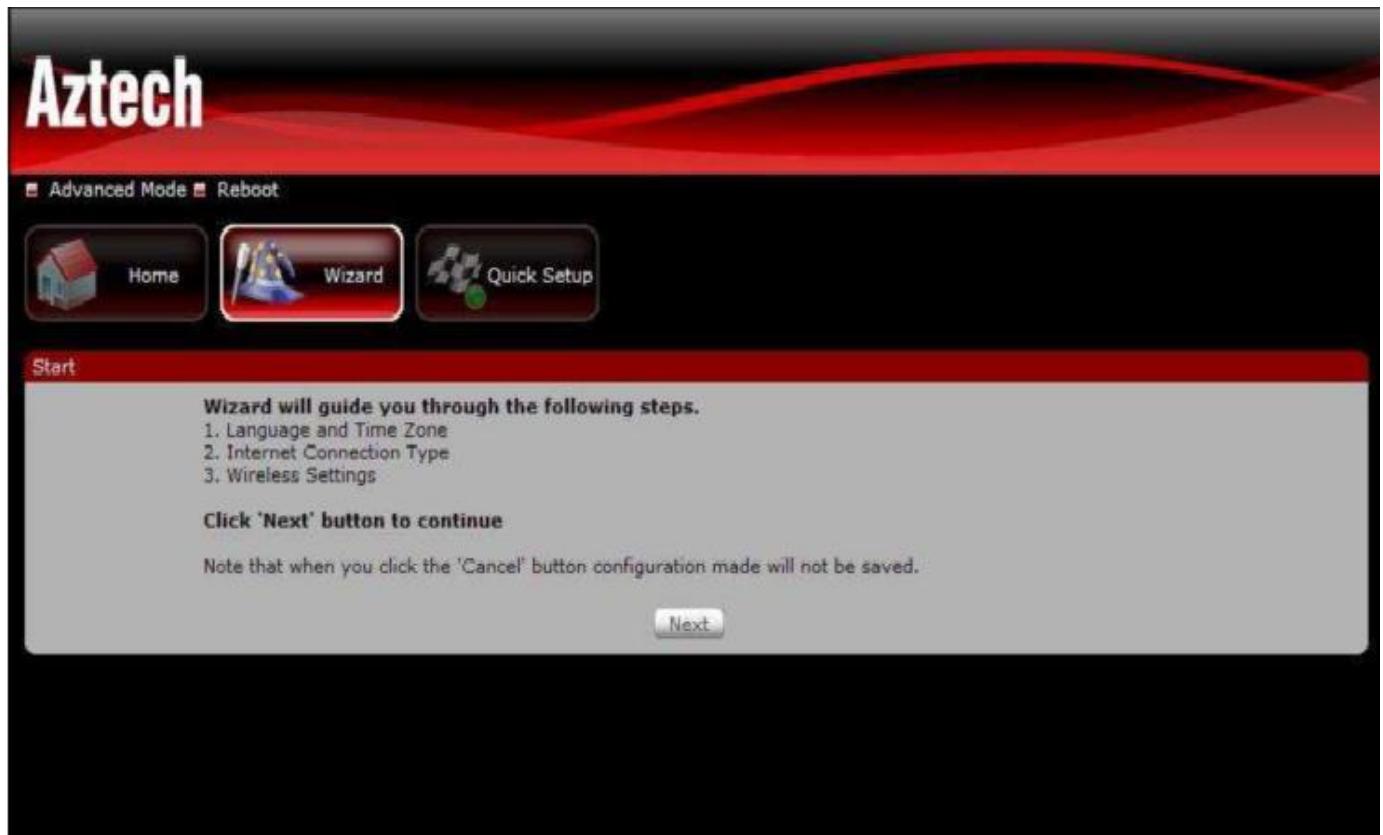 Aztech
Advanced Mode Reboot
Home Wizard Quick Setup
Start
Wizard will guide you through the following steps.
1. Language and Time Zone
2. Internet Connection Type
3. Wireless Settings
Click 'Next' button to continue
Note that when you click the 'Cancel' button configuration made will not be saved.
Next